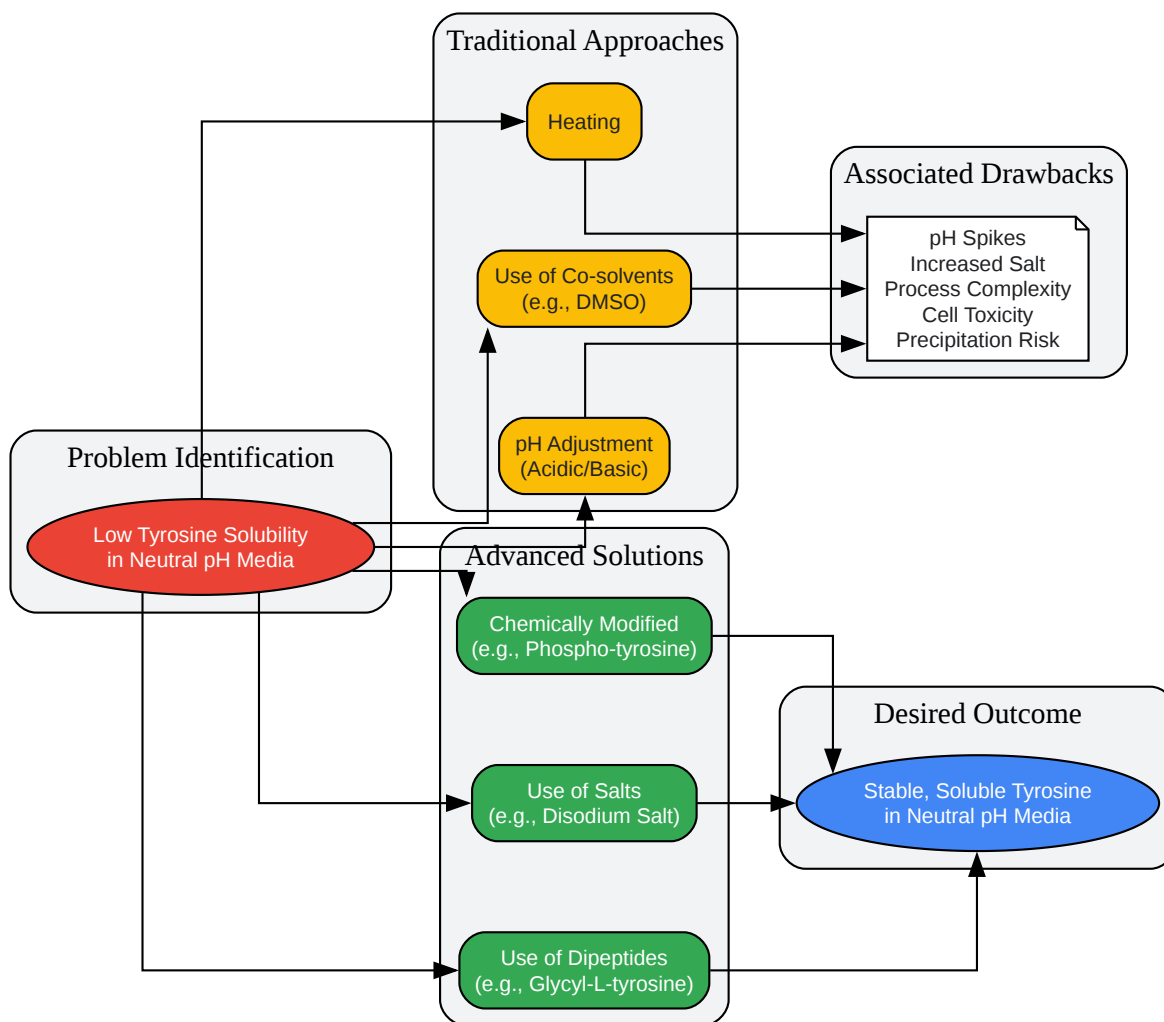 Traditional Approaches
Heating
Use of Co-solvents
(e.g., DMSO)
pH Adjustment
(Acidic/Basic)
Associated Drawbacks
pH Spikes
Increased Salt
Process Complexity
Cell Toxicity
Precipitation Risk
Problem Identification
Low Tyrosine Solubility
in Neutral pH Media
Advanced Solutions
Chemically Modified
(e.g., Phospho-tyrosine)
Use of Salts
(e.g., Disodium Salt)
Use of Dipeptides
(e.g., Glycyl-L-tyrosine)
Desired Outcome
Stable, Soluble Tyrosine
in Neutral pH Media